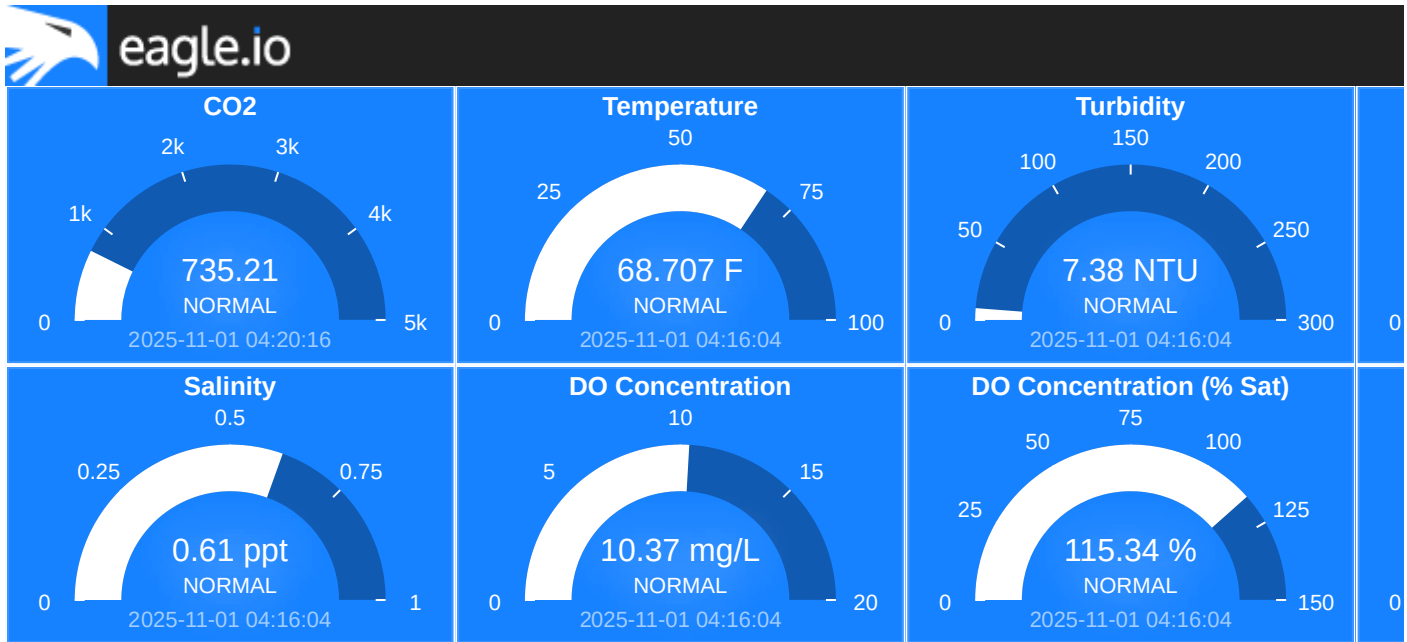 eagle.io
CO2
2k 3k
1k 4k
735.21
NORMAL
0 5k
2025-11-01 04:20:16
Temperature
50
25 75
68.707 F
NORMAL
0 100
2025-11-01 04:16:04
Turbidity
150
100 200
50 250
7.38 NTU
NORMAL
0 300
2025-11-01 04:16:04
0
Salinity
0.5
0.25 0.75
0.61 ppt
NORMAL
0 1
2025-11-01 04:16:04
DO Concentration
10
5 15
10.37 mg/L
NORMAL
0 20
2025-11-01 04:16:04
DO Concentration (% Sat)
75
50 100
25 125
115.34 %
NORMAL
0 150
2025-11-01 04:16:04
0